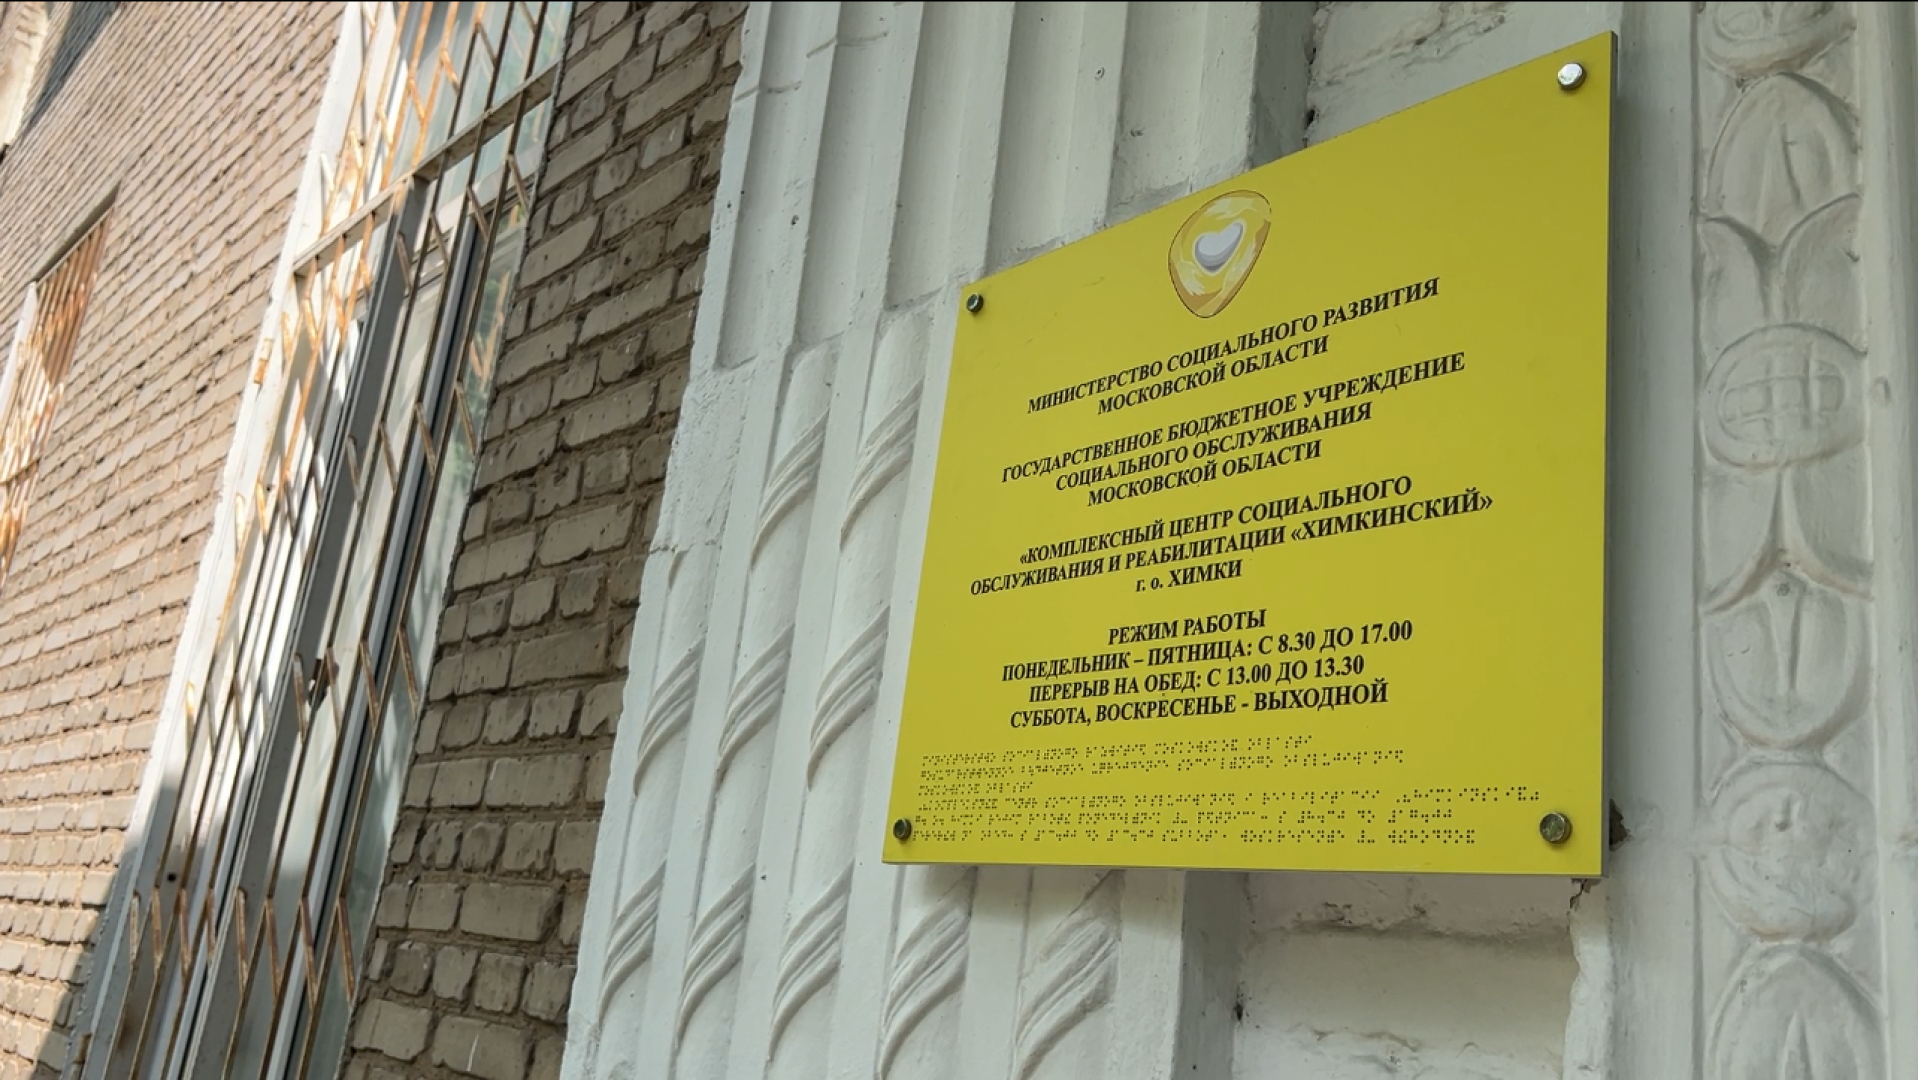 МИНИСТЕРСТВО СОЦИАЛЬНОГО РАЗВИТИЯ
МОСКОВСКОЙ ОБЛАСТИ
ГОСУДАРСТВЕННОЕ БЮДЖЕТНОЕ УЧРЕЖДЕНИЕ
СОЦИАЛЬНОГО ОБСЛУЖИВАНИЯ
МОСКОВСКОЙ ОБЛАСТИ
«КОМПЛЕКСНЫЙ ЦЕНТР СОЦИАЛЬНОГО
ОБСЛУЖИВАНИЯ И РЕАБИЛИТАЦИИ «ХИМКИНСКИЙ»
г. о. ХИМКИ
РЕЖИМ РАБОТЫ
ПОНЕДЕЛЬНИК – ПЯТНИЦА: С 8.30 ДО 17.00
ПЕРЕРЫВ НА ОБЕД: С 13.00 ДО 13.30
СУББОТА, ВОСКРЕСЕНЬЕ - ВЫХОДНОЙ